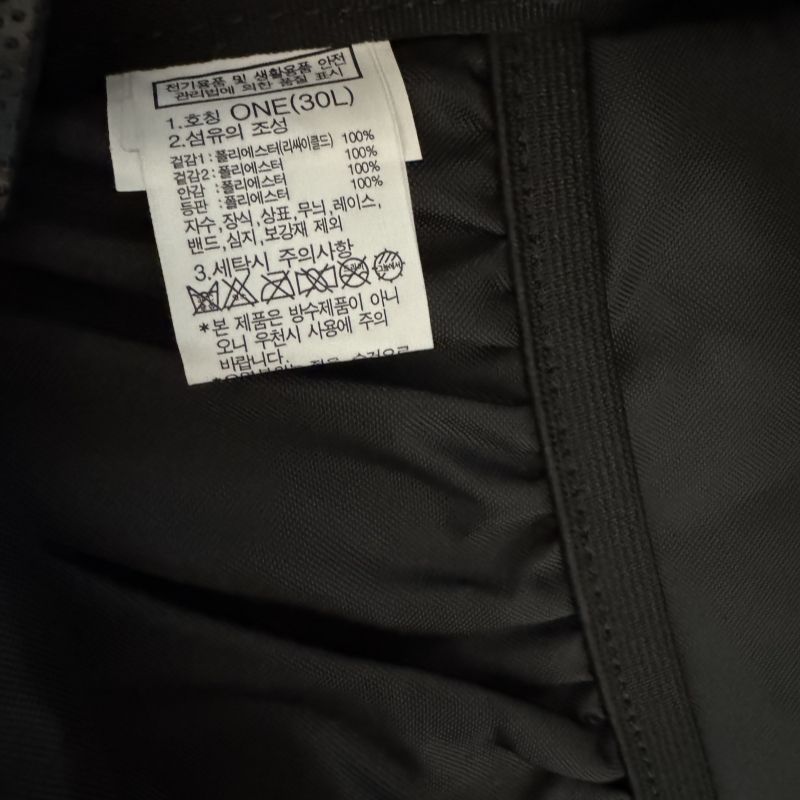 전기용품 및 생활용품 안전
관리법에 의한 품질 표시
1.호칭 ONE(30L)
2.섬유의 조성
겉감1:폴리에스터(리싸이클드) 100%
겉감2:폴리에스터 100%
안감 :폴리에스터 100%
등판 :폴리에스터 100%
자수,장식,상표,무늬,레이스,
밴드,심지,보강재 제외
3.세탁시 주의사항
*본 제품은 방수제품이 아니
오니 우천시 사용에 주의
바랍니다.